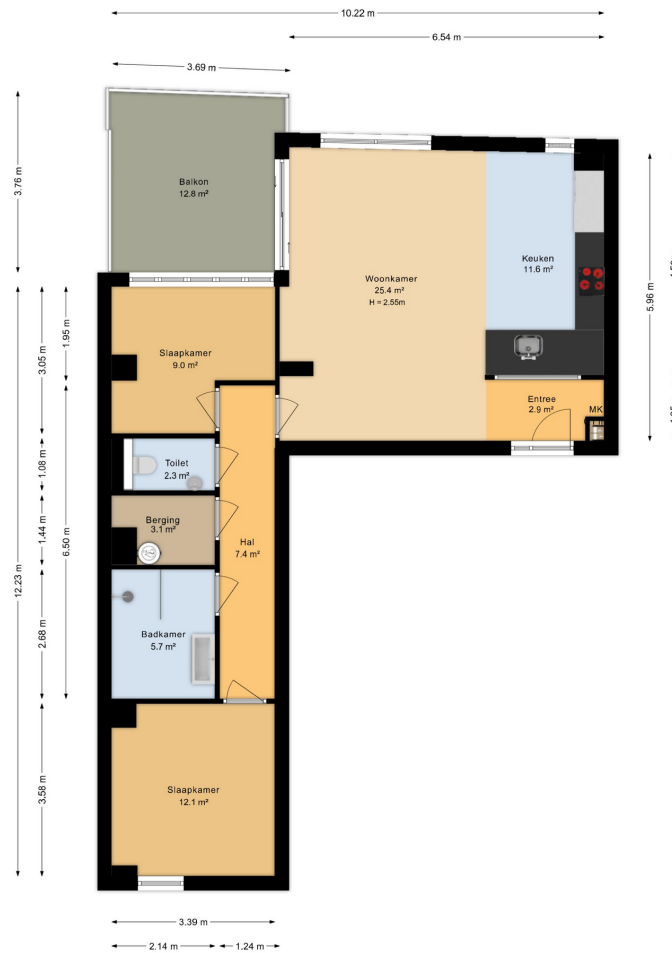 10.22 m
6.54 m
3.69 m
3.76 m
Balkon
12.8 m²
Keuken
11.6 m²
Woonkamer
25.4 m²
H = 2.55m
5.96 m
1.95 m
3.05 m
Slaapkamer
9.0 m²
Entree
2.9 m²
MK
1.08 m
Toilet
2.3 m²
1.44 m
Berging
3.1 m²
6.50 m
Hal
7.4 m²
12.23 m
2.68 m
Badkamer
5.7 m²
3.58 m
Slaapkamer
12.1 m²
3.39 m
2.14 m
1.24 m